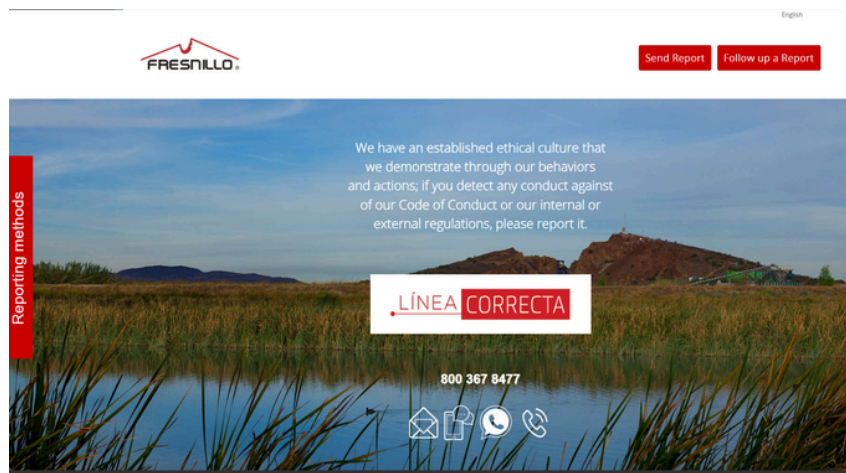 English
FRESNILLO
Send Report
Follow up a Report
We have an established ethical culture that
we demonstrate through our behaviors
and actions; if you detect any conduct against
of our Code of Conduct or our internal or
external regulations, please report it.
Reporting methods
LÍNEA CORRECTA
800 367 8477